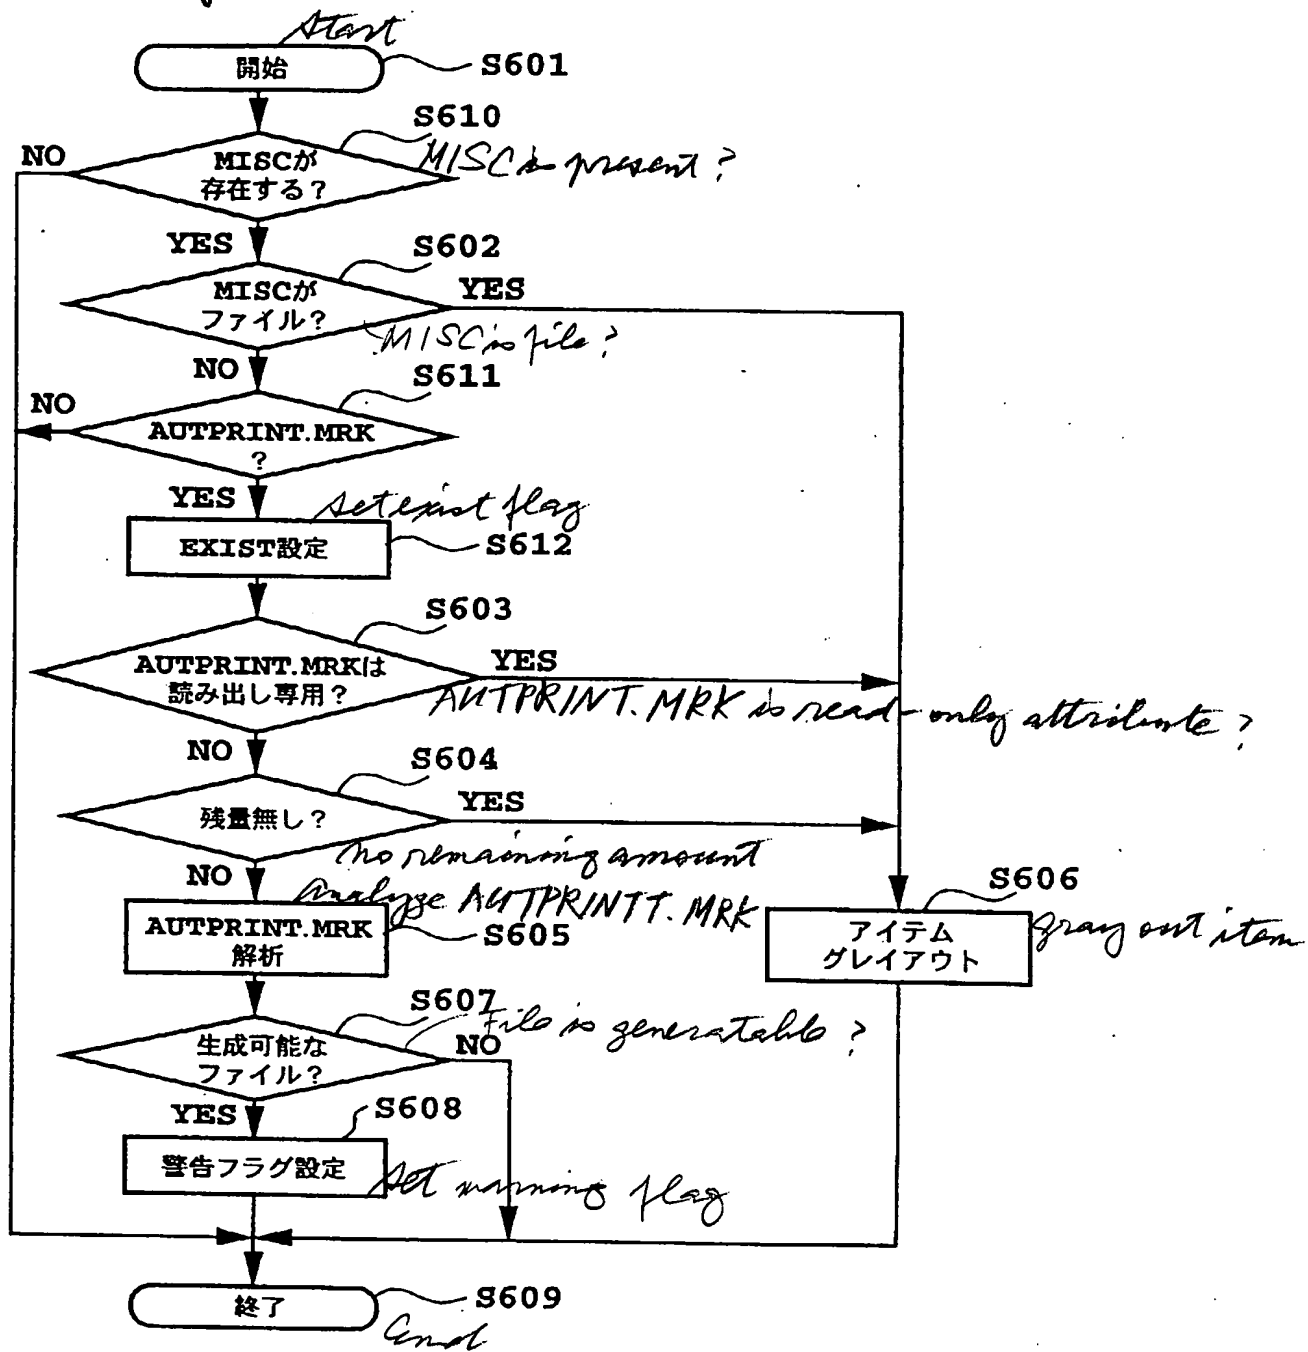 Start
開始
S601
S610
NO
MISCが
存在する?
MISC is present?
YES
S602
MISCが
ファイル?
YES
MISC is file?
NO
S611
NO
AUTPRINT.MRK
?
YES
set exist flag
EXIST設定
S612
S603
AUTPRINT.MRKは
読み出し専用?
YES
AUTPRINT.MRK is read-only attribute?
NO
S604
残量無し?
YES
no remaining amount
NO
analyze AUTPRINTT.MRK
AUTPRINT.MRK
解析
S605
S606
アイテム
グレイアウト
gray out item
S607
File is generatable?
生成可能な
ファイル?
NO
YES
S608
警告フラグ設定
set warning flag
終了
S609
end